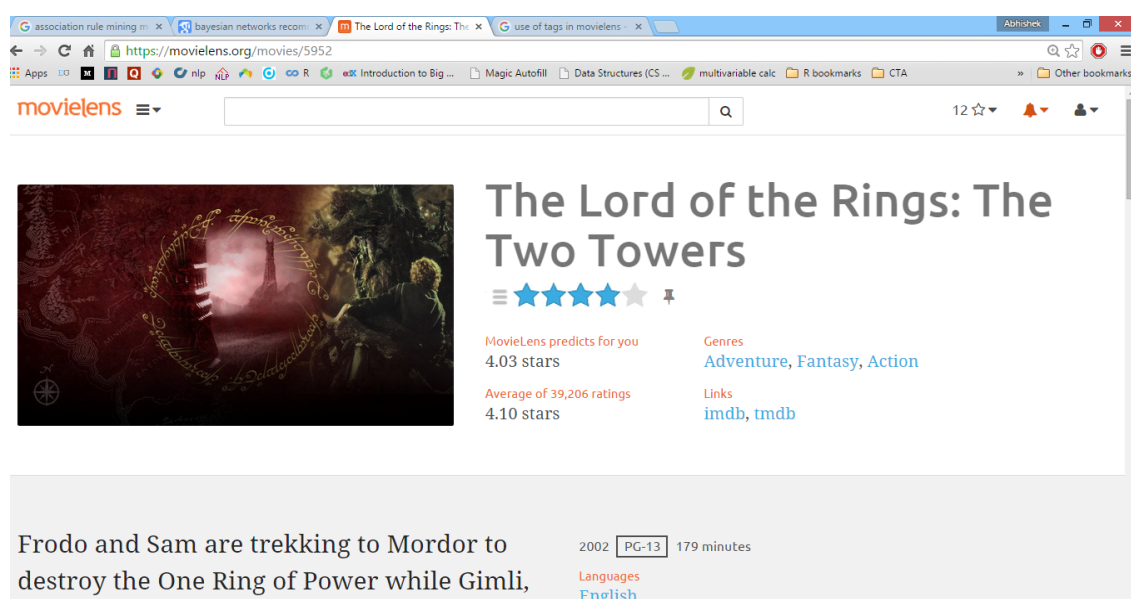 association rule mining m
bayesian networks recom
The Lord of the Rings: The
use of tags in movielens -
Abhishek
https://movielens.org/movies/5952
Apps
nlp
NLP
R
edX Introduction to Big ...
Magic Autofill
Data Structures (CS ...
multivariable calc
R bookmarks
CTA
»
Other bookmarks
movielens
12
The Lord of the Rings: The
Two Towers
MovieLens predicts for you
Genres
4.03 stars
Adventure, Fantasy, Action
Average of 39,206 ratings
Links
4.10 stars
imdb, tmdb
Frodo and Sam are trekking to Mordor to
2002 PG-13 179 minutes
destroy the One Ring of Power while Gimli,
Languages
English